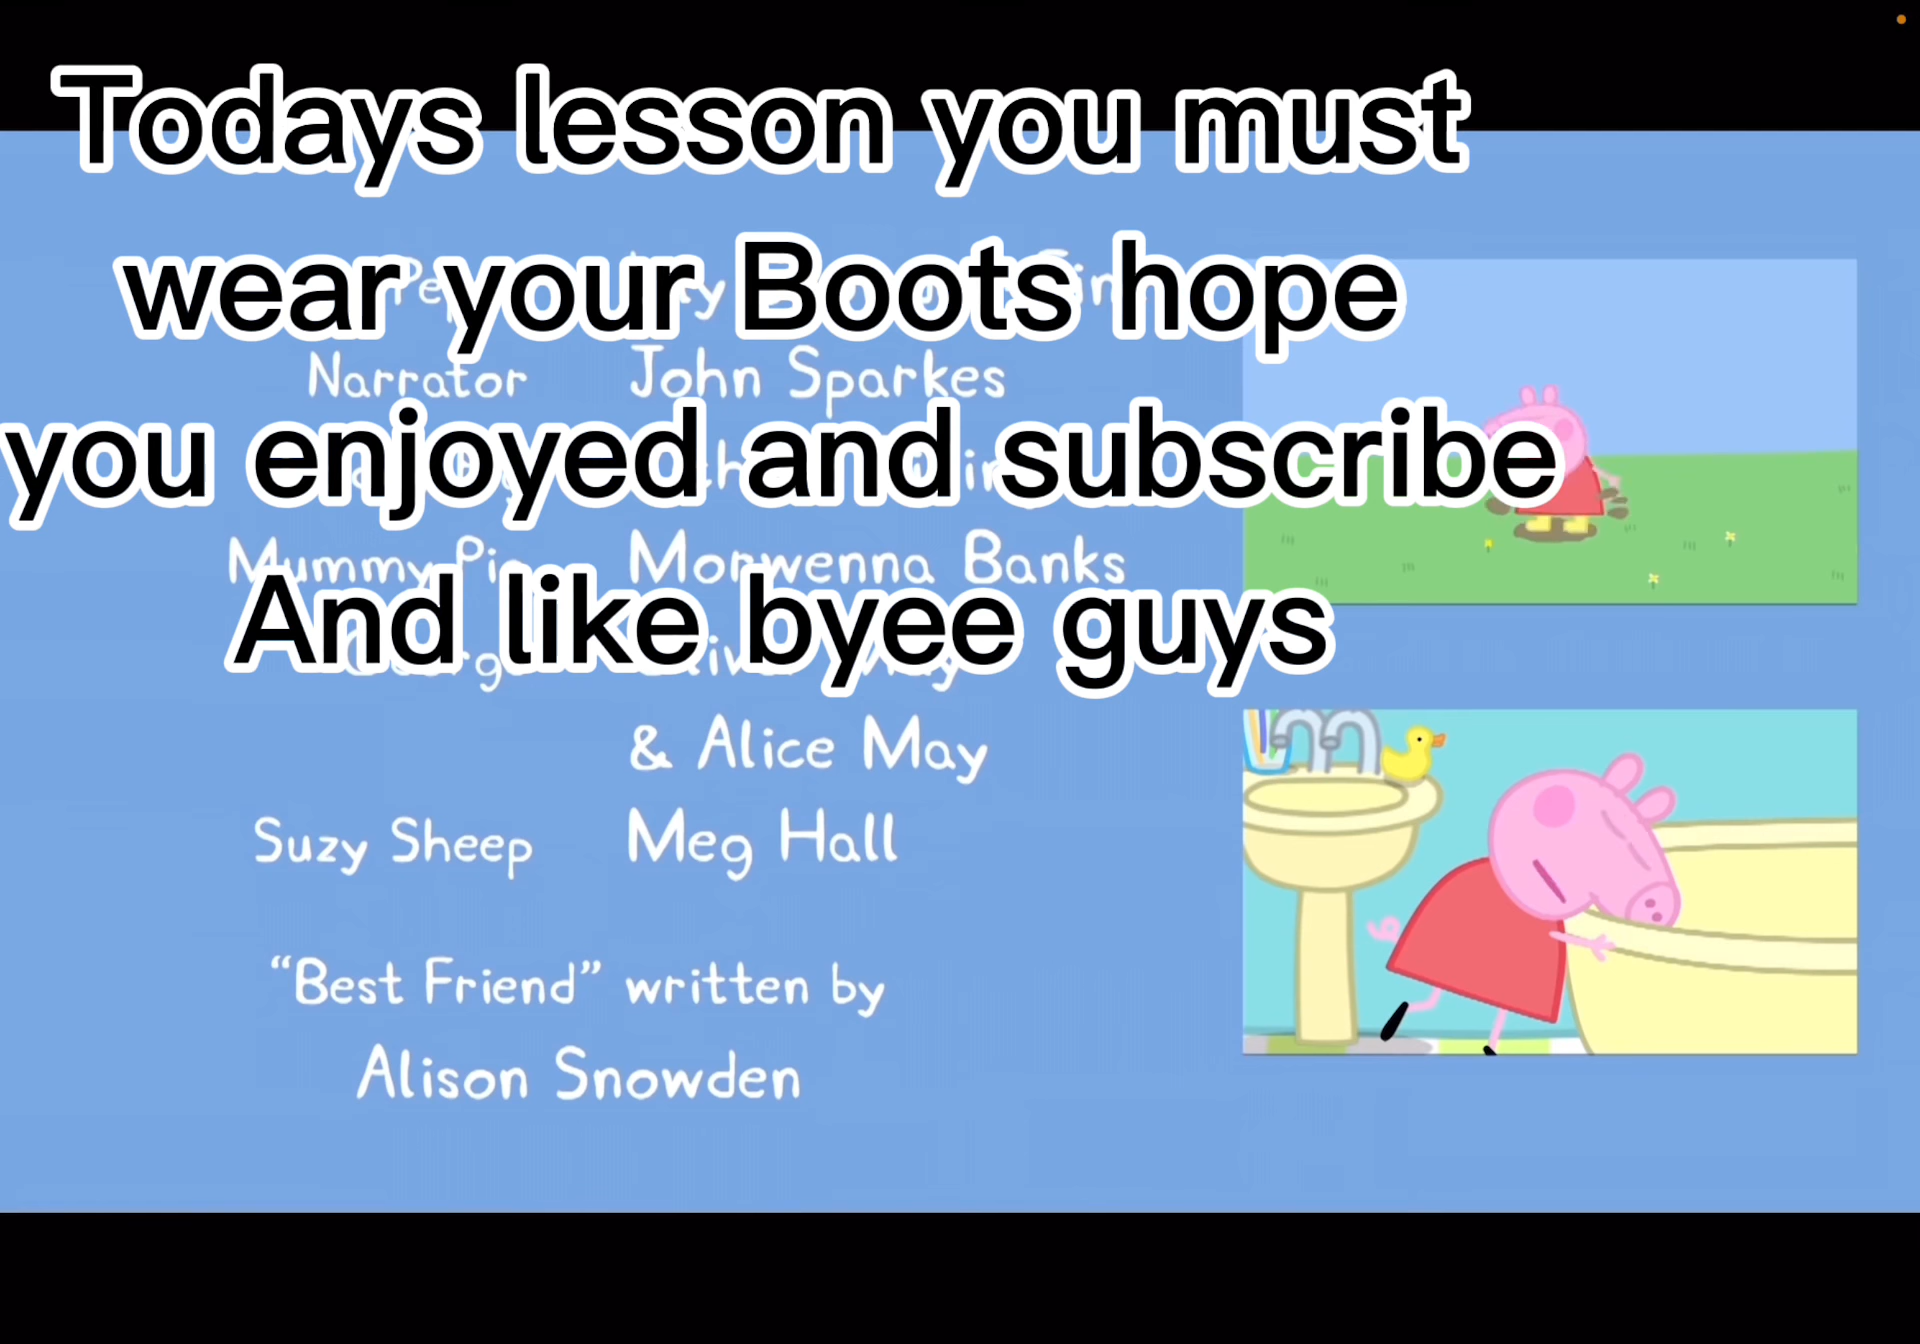 Todays lesson you must
wear your Boots hope
Narrator John Sparkes
you enjoyed and subscribe
Mummy Pig Morwenna Banks
And like byee guys
& Alice May
Suzy Sheep Meg Hall
“Best Friend” written by
Alison Snowden